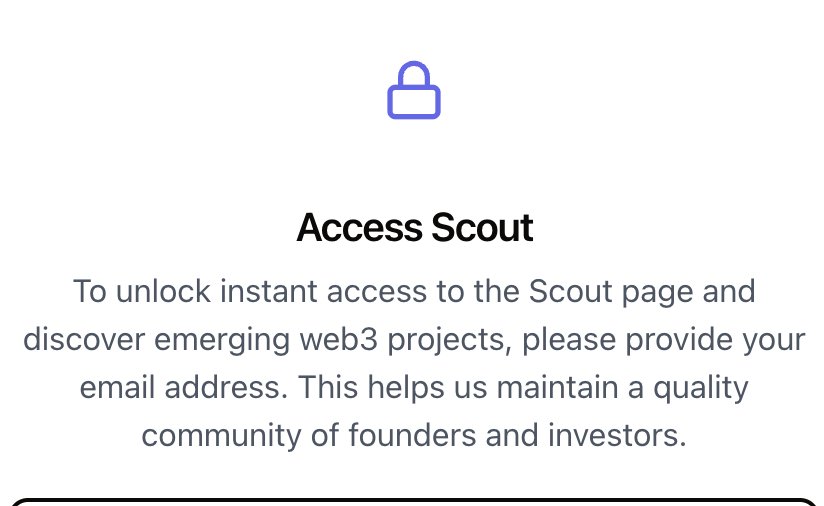 Access Scout
To unlock instant access to the Scout page and
discover emerging web3 projects, please provide your
email address. This helps us maintain a quality
community of founders and investors.